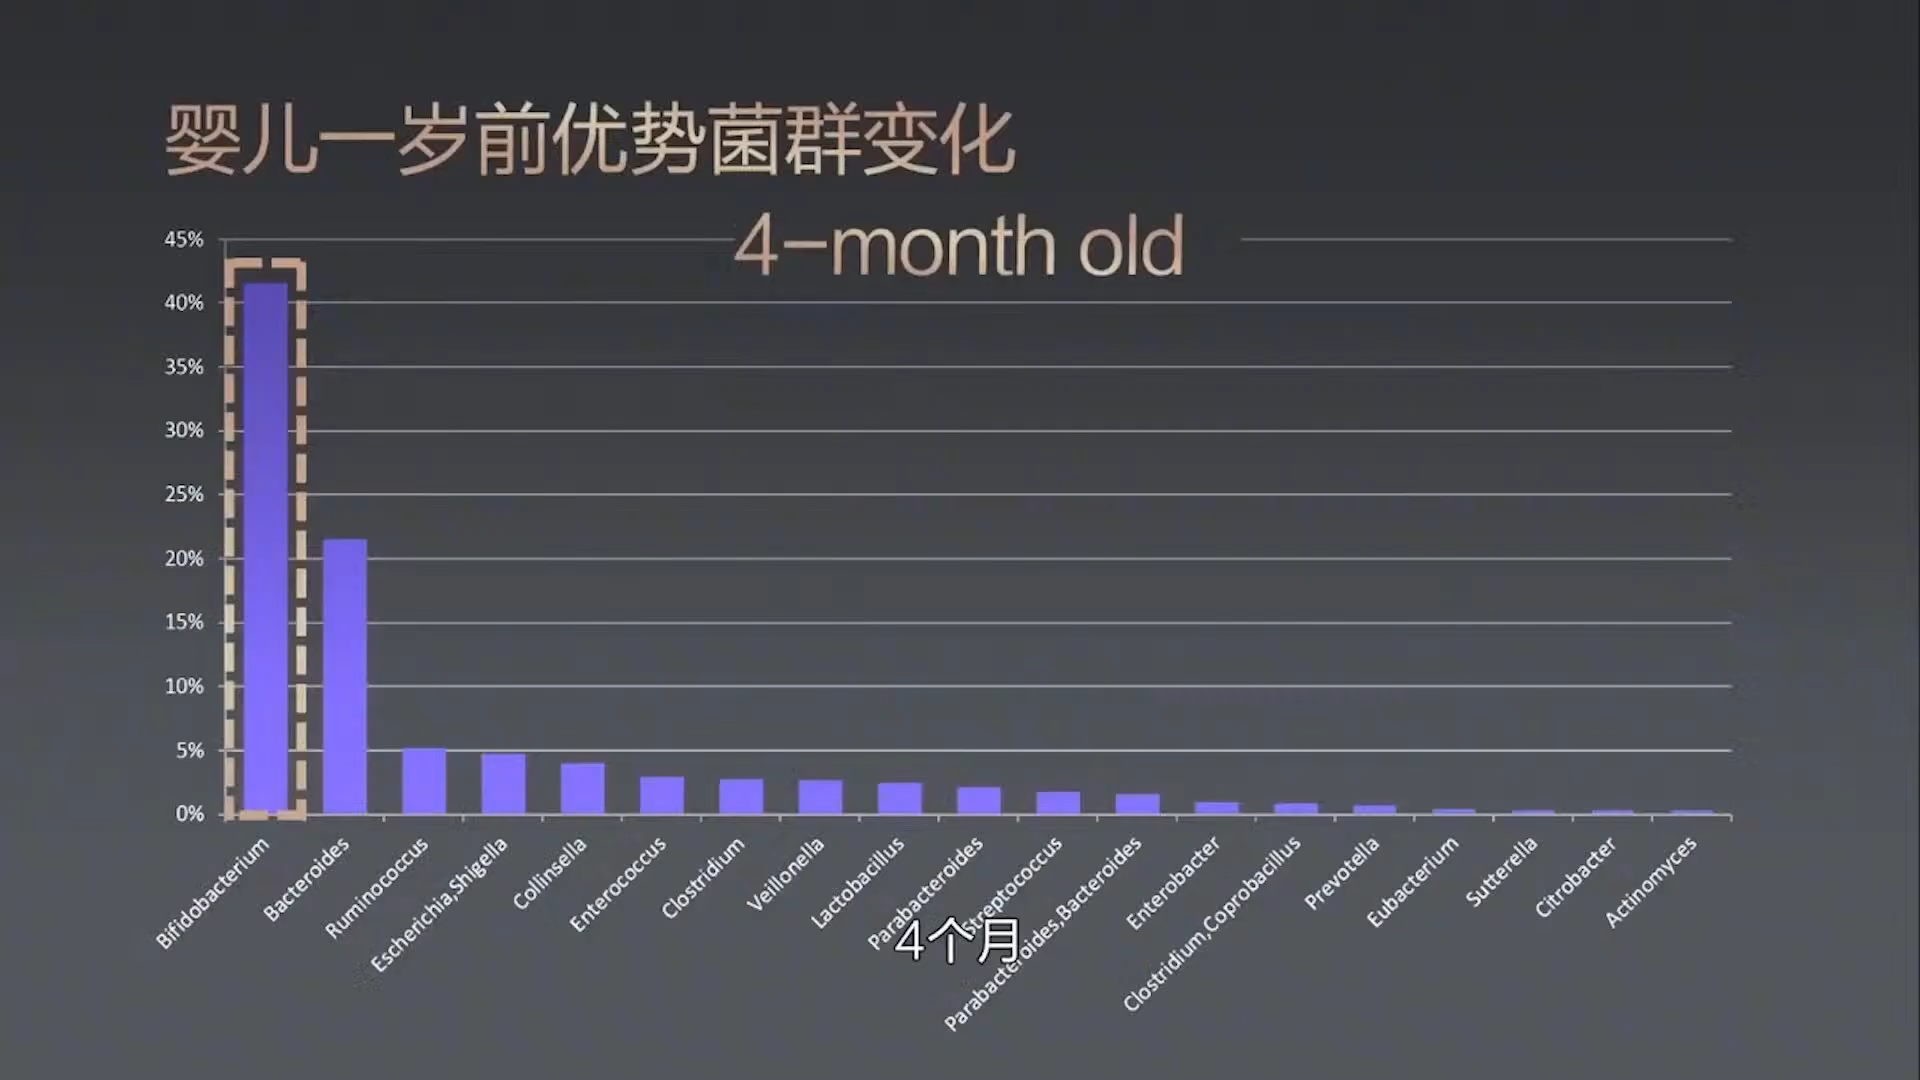 婴儿一岁前优势菌群变化
4-month old
45%
40%
35%
30%
25%
20%
15%
10%
5%
0%
Bifidobacterium
Bacteroides
Ruminococcus
Escherichia,Shigella
Collinsella
Enterococcus
Clostridium
Veillonella
Lactobacillus
Parabacteroides
Streptococcus
Parabacteroides,Bacteroides
Enterobacter
Clostridium,Coprobacillus
Prevotella
Eubacterium
Sutterella
Citrobacter
Actinomyces
4个月